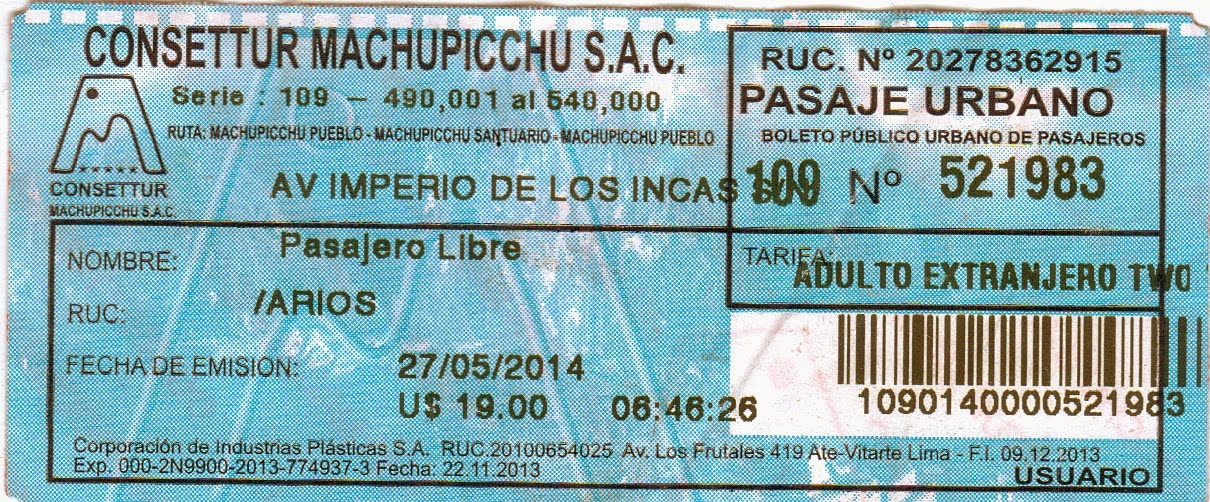 CONSETTUR MACHUPICCHU S.A.C.
Serie : 109 – 490,001 al 540,000
RUTA: MACHUPICCHU PUEBLO - MACHUPICCHU SANTUARIO - MACHUPICCHU PUEBLO
CONSETTUR
MACHUPICCHU S.A.C.
AV IMPERIO DE LOS INCAS
RUC. Nº 20278362915
PASAJE URBANO
BOLETO PÚBLICO URBANO DE PASAJEROS
109 Nº 521983
TARIFA:
ADULTO EXTRANJERO TWO
NOMBRE: Pasajero Libre
RUC: /ARIOS
FECHA DE EMISION: 27/05/2014
U$ 19.00 06:46:26
1090140000521983
Corporación de Industrias Plásticas S.A. RUC.20100654025 Av. Los Frutales 419 Ate-Vitarte Lima - F.I. 09.12.2013
Exp. 000-2N9900-2013-774937-3 Fecha: 22.11.2013
USUARIO